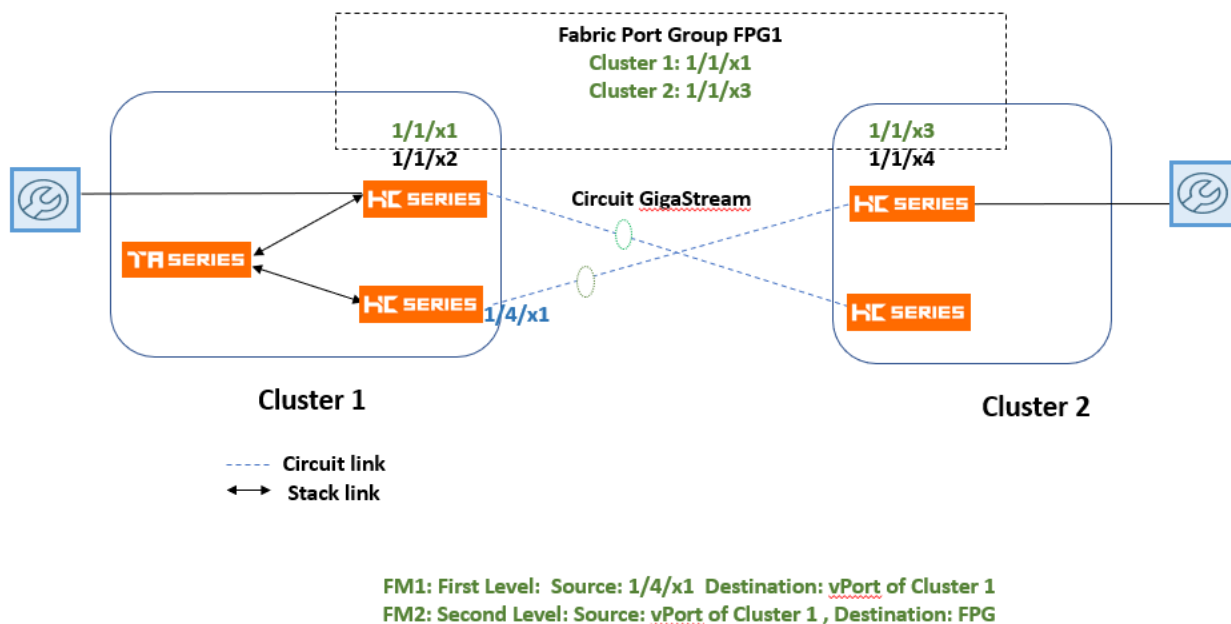 Fabric Port Group FPG1
Cluster 1: 1/1/x1
Cluster 2: 1/1/x3
1/1/x1
1/1/x2
1/1/x3
1/1/x4
HC SERIES
Circuit GigaStream
HC SERIES
TA SERIES
HC SERIES
1/4/x1
HC SERIES
Cluster 1
Cluster 2
Circuit link
Stack link
FM1: First Level: Source: 1/4/x1 Destination: vPort of Cluster 1
FM2: Second Level: Source: vPort of Cluster 1 , Destination: FPG